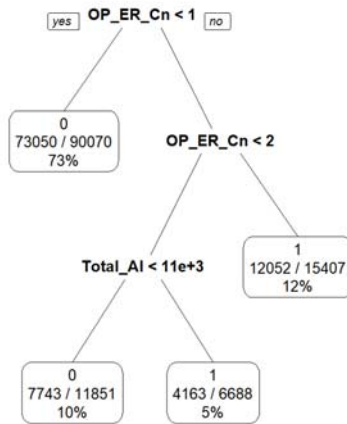 OP_ER_Cn < 1
yes
no
0
73050 / 90070
73%
OP_ER_Cn < 2
1
12052 / 15407
12%
Total_Al < 11e+3
0
7743 / 11851
10%
1
4163 / 6688
5%